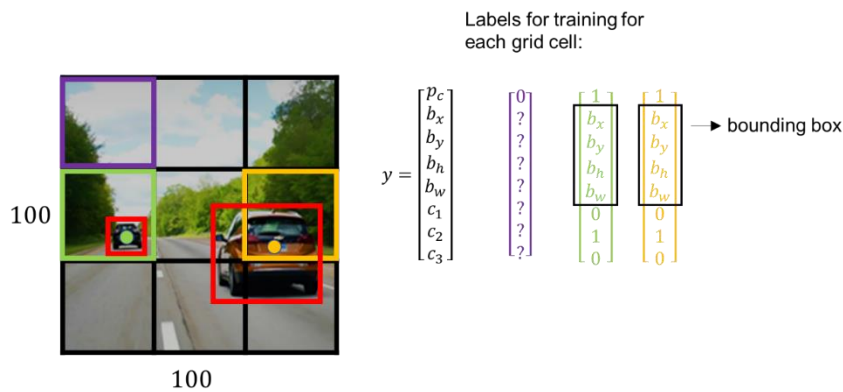 Labels for training for
each grid cell:
y = [p_c b_x b_y b_h b_w c_1 c_2 c_3]
[0 ? ? ? ? ? ? ?]
[1 b_x b_y b_h b_w 0 1 0]
[1 b_x b_y b_h b_w 0 1 0]
bounding box
100
100